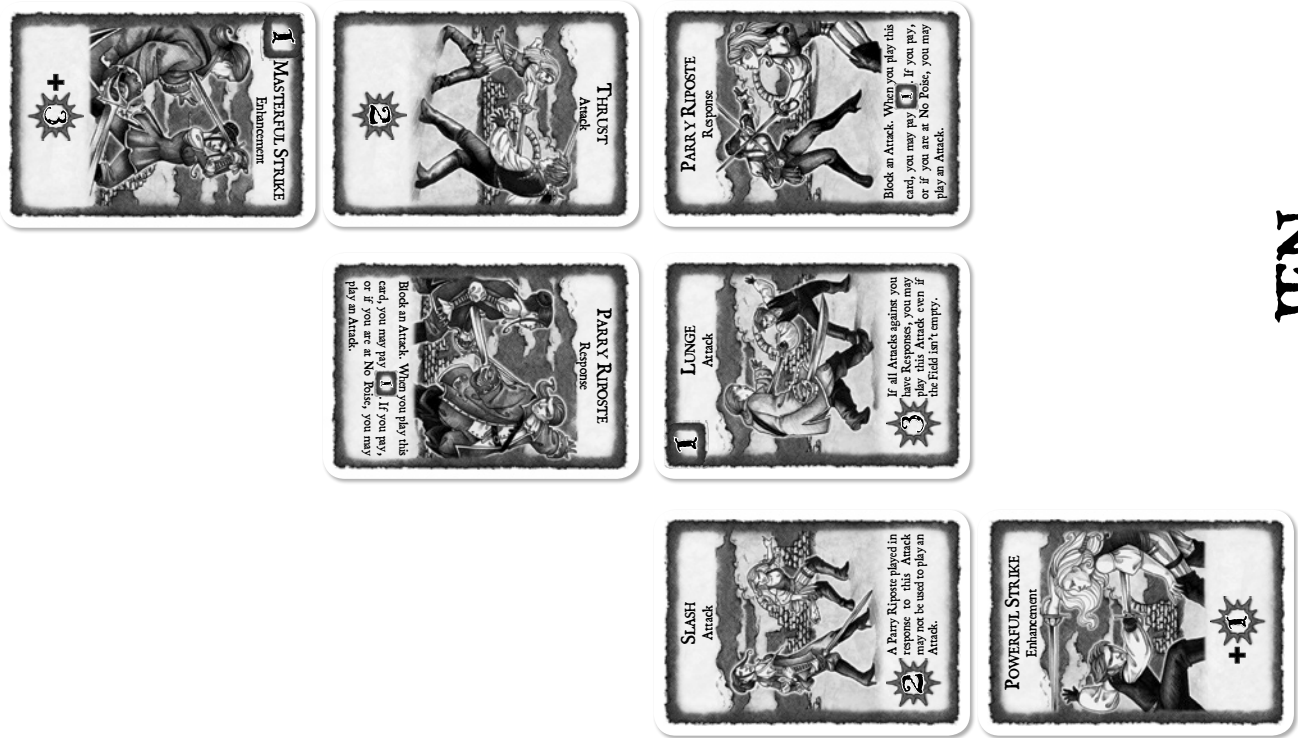 1
MASTERFUL STRIKE
Enhancement
+3
THRUST
Attack
2
PARRY RIPOSTE
Response
Block an Attack. When you play this
card, you may pay 1. If you pay,
or if you are at No Poise, you may
play an Attack.
PARRY RIPOSTE
Response
Block an Attack. When you play this
card, you may pay 1. If you pay,
or if you are at No Poise, you may
play an Attack.
1
LUNGE
Attack
3
If all Attacks against you
have Responses, you may
play this Attack even if
the Field isn't empty.
SLASH
Attack
2
A Parry Riposte played in
response to this Attack
may not be used to play an
Attack.
POWERFUL STRIKE
Enhancement
+1